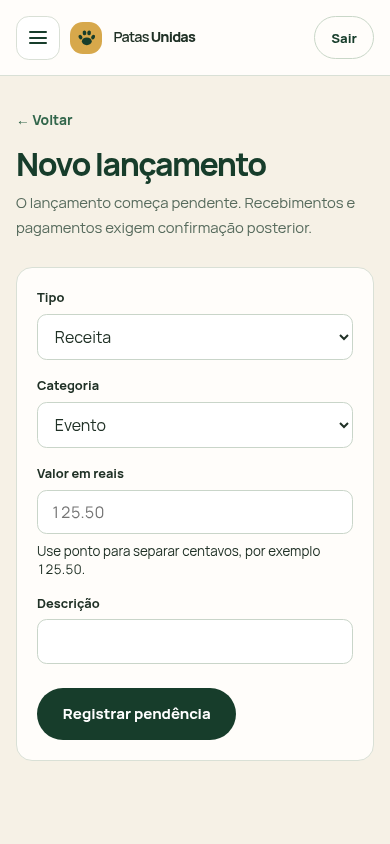 Patas Unidas
Sair
← Voltar
Novo lançamento
O lançamento começa pendente. Recebimentos e
pagamentos exigem confirmação posterior.
Tipo
Receita
Categoria
Evento
Valor em reais
125.50
Use ponto para separar centavos, por exemplo
125.50.
Descrição
Registrar pendência